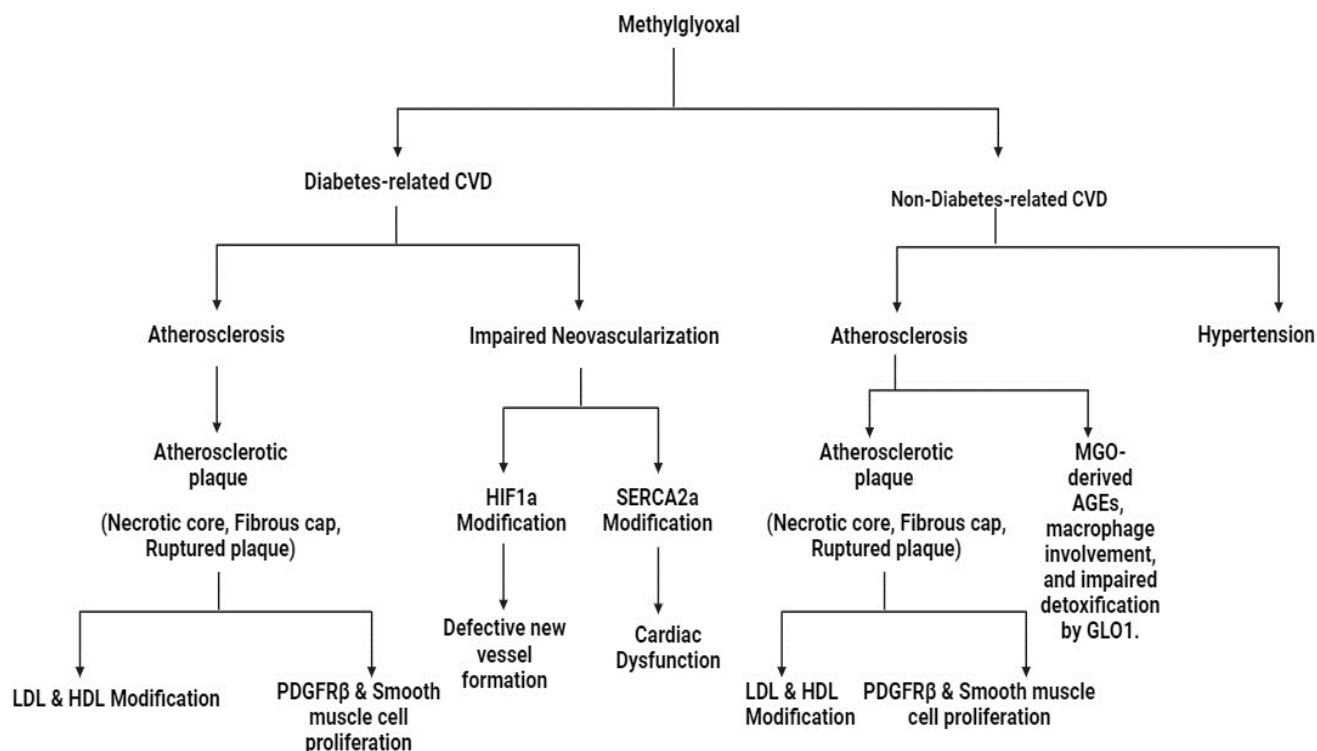 Methylglyoxal
Diabetes-related CVD
Non-Diabetes-related CVD
Atherosclerosis
Impaired Neovascularization
Atherosclerosis
Hypertension
Atherosclerotic
plaque
(Necrotic core, Fibrous cap,
Ruptured plaque)
HIF1a
Modification
SERCA2a
Modification
Atherosclerotic
plaque
(Necrotic core, Fibrous cap,
Ruptured plaque)
MGO-
derived
AGEs,
macrophage
involvement,
and impaired
detoxification
by GLO1.
LDL & HDL Modification
PDGFRβ & Smooth
muscle cell
proliferation
Defective new
vessel
formation
Cardiac
Dysfunction
LDL & HDL
Modification
PDGFRβ & Smooth muscle
cell proliferation